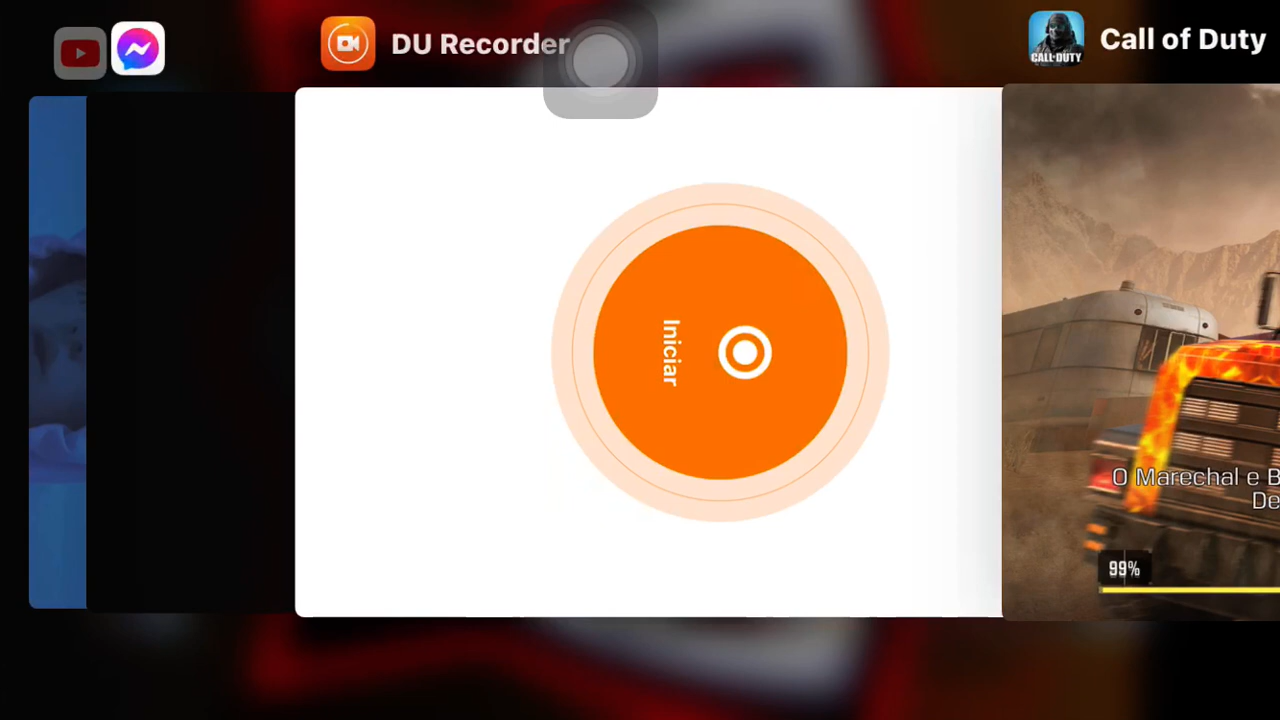 DU Recorder
Call of Duty
CALL·DUTY
Iniciar
O Marechal e B
De
99%